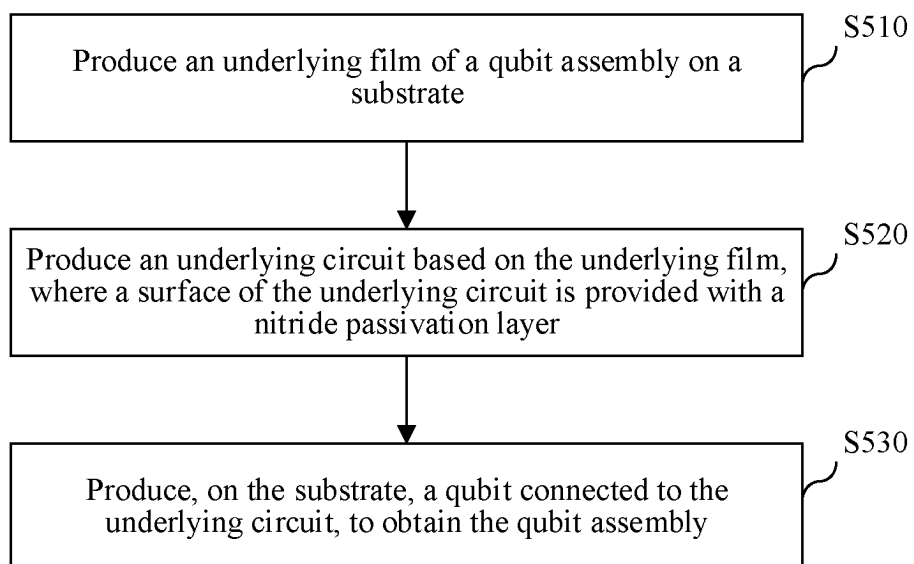 S510
Produce an underlying film of a qubit assembly on a
substrate
S520
Produce an underlying circuit based on the underlying film,
where a surface of the underlying circuit is provided with a
nitride passivation layer
S530
Produce, on the substrate, a qubit connected to the
underlying circuit, to obtain the qubit assembly